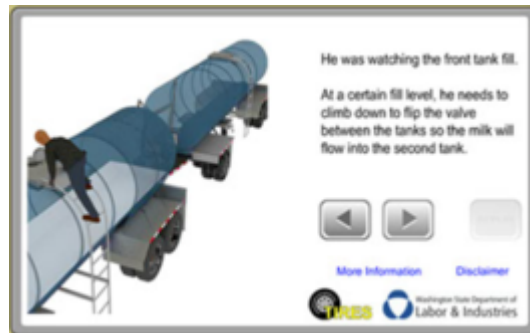 He was watching the front tank fill.
At a certain fill level, he needs to
climb down to flip the valve
between the tanks so the milk will
flow into the second tank.
More Information
Disclaimer
TIRES
Washington State Department of
Labor & Industries